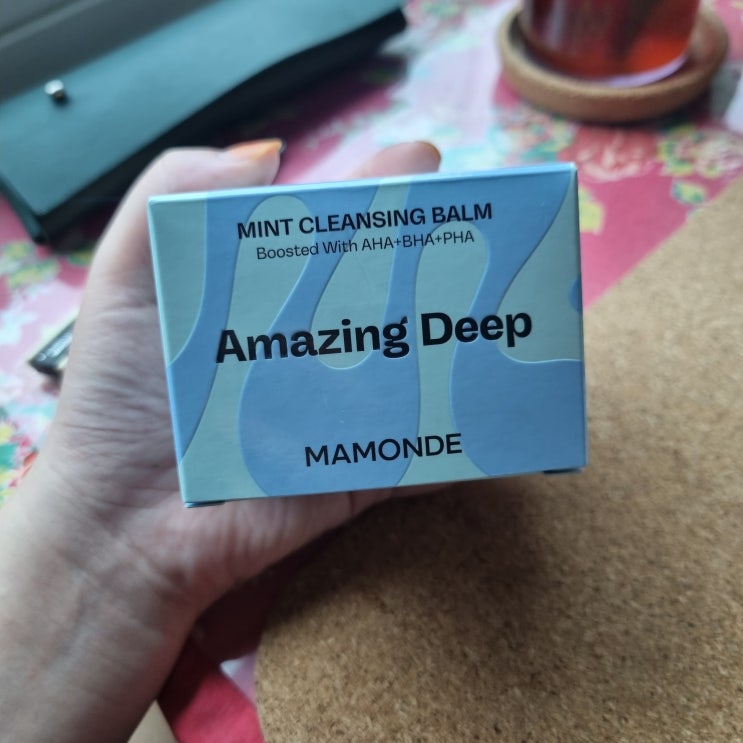 MINT CLEANSING BALM
Boosted With AHA+BHA+PHA
Amazing Deep
MAMONDE